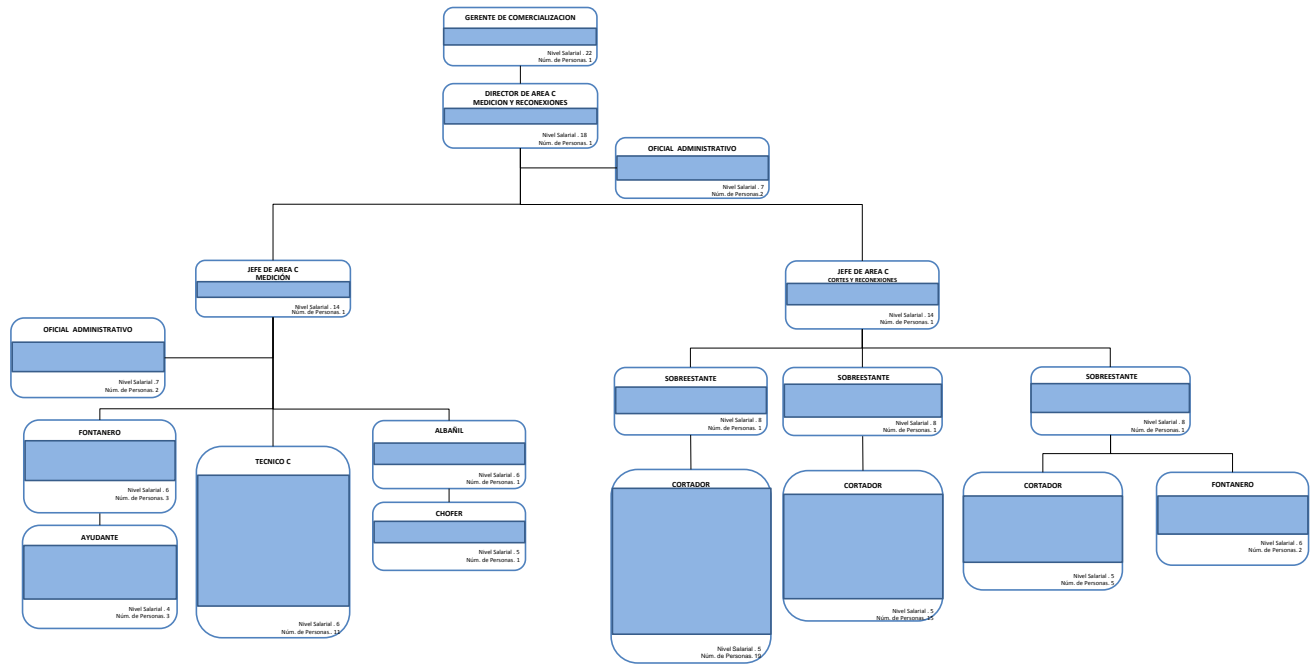 GERENTE DE COMERCIALIZACION
Nivel Salarial . 22
Núm. de Personas. 1
DIRECTOR DE AREA C
MEDICION Y RECONEXIONES
Nivel Salarial . 18
Núm. de Personas. 1
OFICIAL ADMINISTRATIVO
Nivel Salarial . 7
Núm. de Personas.2
JEFE DE AREA C
MEDICIÓN
Nivel Salarial . 14
Núm. de Personas. 1
JEFE DE AREA C
CORTES Y RECONEXIONES
Nivel Salarial . 14
Núm. de Personas. 1
OFICIAL ADMINISTRATIVO
Nivel Salarial .7
Núm. de Personas. 2
SOBREESTANTE
Nivel Salarial . 8
Núm. de Personas. 1
SOBREESTANTE
Nivel Salarial . 8
Núm. de Personas. 1
SOBREESTANTE
Nivel Salarial . 8
Núm. de Personas. 1
FONTANERO
Nivel Salarial . 6
Núm. de Personas. 3
TECNICO C
Nivel Salarial . 6
Núm. de Personas.. 11
ALBAÑIL
Nivel Salarial . 6
Núm. de Personas. 1
CHOFER
Nivel Salarial . 5
Núm. de Personas. 1
AYUDANTE
Nivel Salarial . 4
Núm. de Personas. 3
CORTADOR
Nivel Salarial . 5
Núm. de Personas. 19
CORTADOR
Nivel Salarial . 5
Núm. de Personas. 15
CORTADOR
Nivel Salarial . 5
Núm. de Personas. 5
FONTANERO
Nivel Salarial . 6
Núm. de Personas. 2